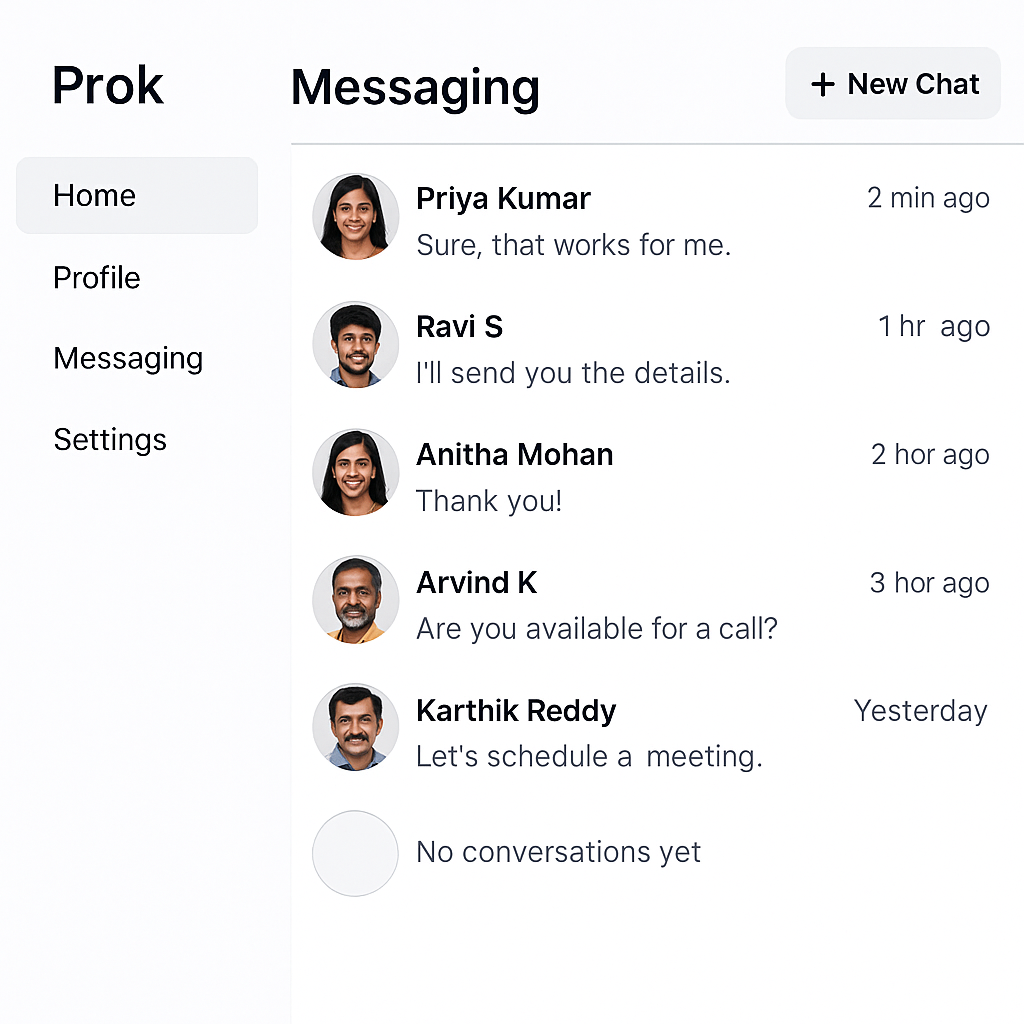 Prok
Home
Profile
Messaging
Settings
Messaging
+ New Chat
Priya Kumar
2 min ago
Sure, that works for me.
Ravi S
1 hr ago
I'll send you the details.
Anitha Mohan
2 hor ago
Thank you!
Arvind K
3 hor ago
Are you available for a call?
Karthik Reddy
Yesterday
Let's schedule a meeting.
No conversations yet